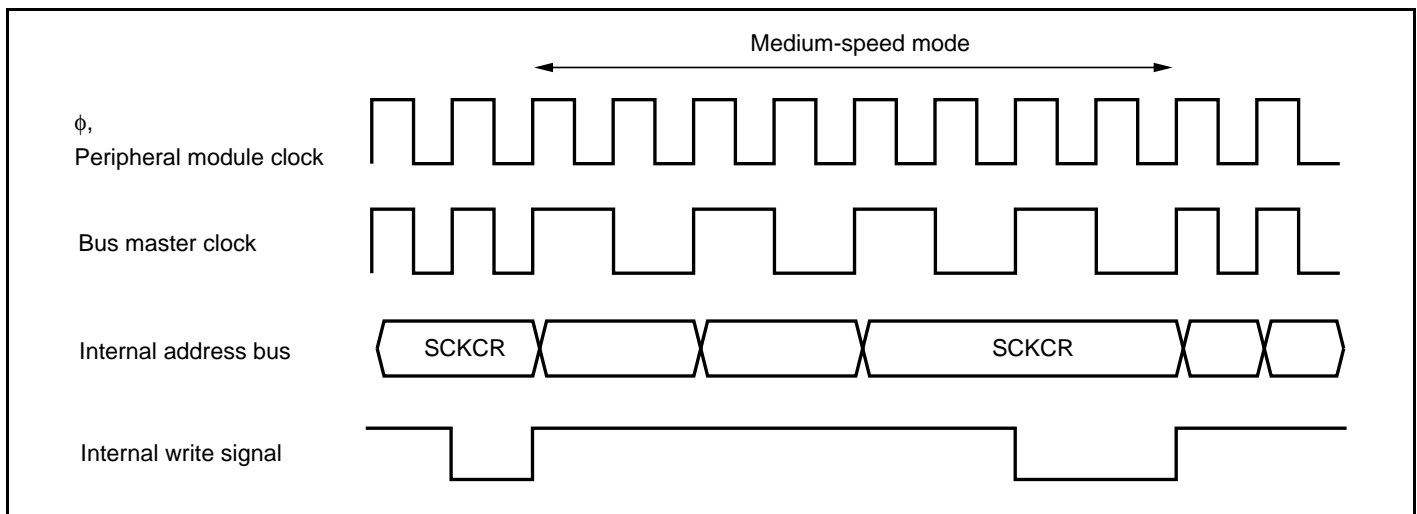 Medium-speed mode
ϕ,
Peripheral module clock
Bus master clock
Internal address bus
SCKCR
SCKCR
Internal write signal